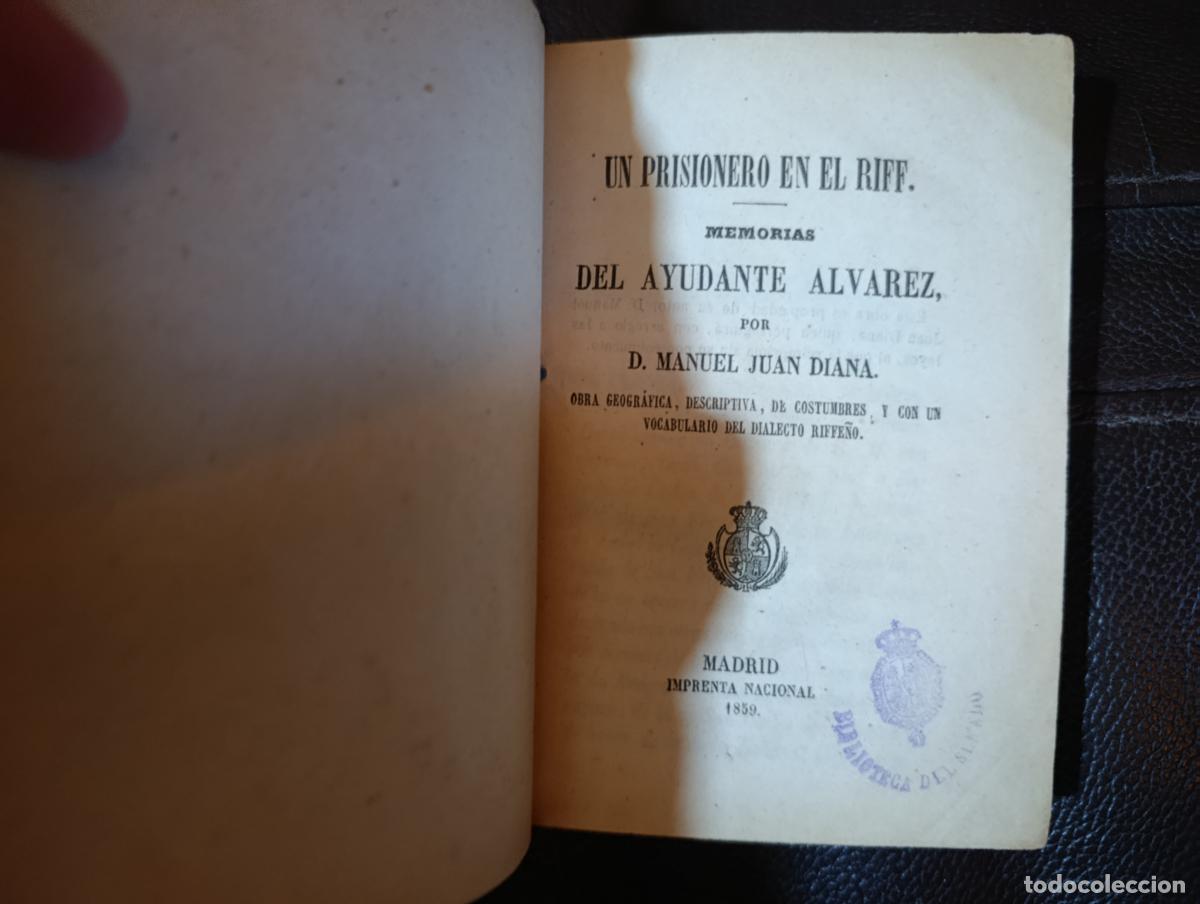 UN PRISIONERO EN EL RIFF.
MEMORIAS
DEL AYUDANTE ALVAREZ,
POR
D. MANUEL JUAN DIANA.
OBRA GEOGRÁFICA, DESCRIPTIVA, DE COSTUMBRES, Y CON UN
VOCABULARIO DEL DIALECTO RIFFEÑO.
MADRID
IMPRENTA NACIONAL
1859.
BIBLIOTECA DEL SENADO
todocoleccion